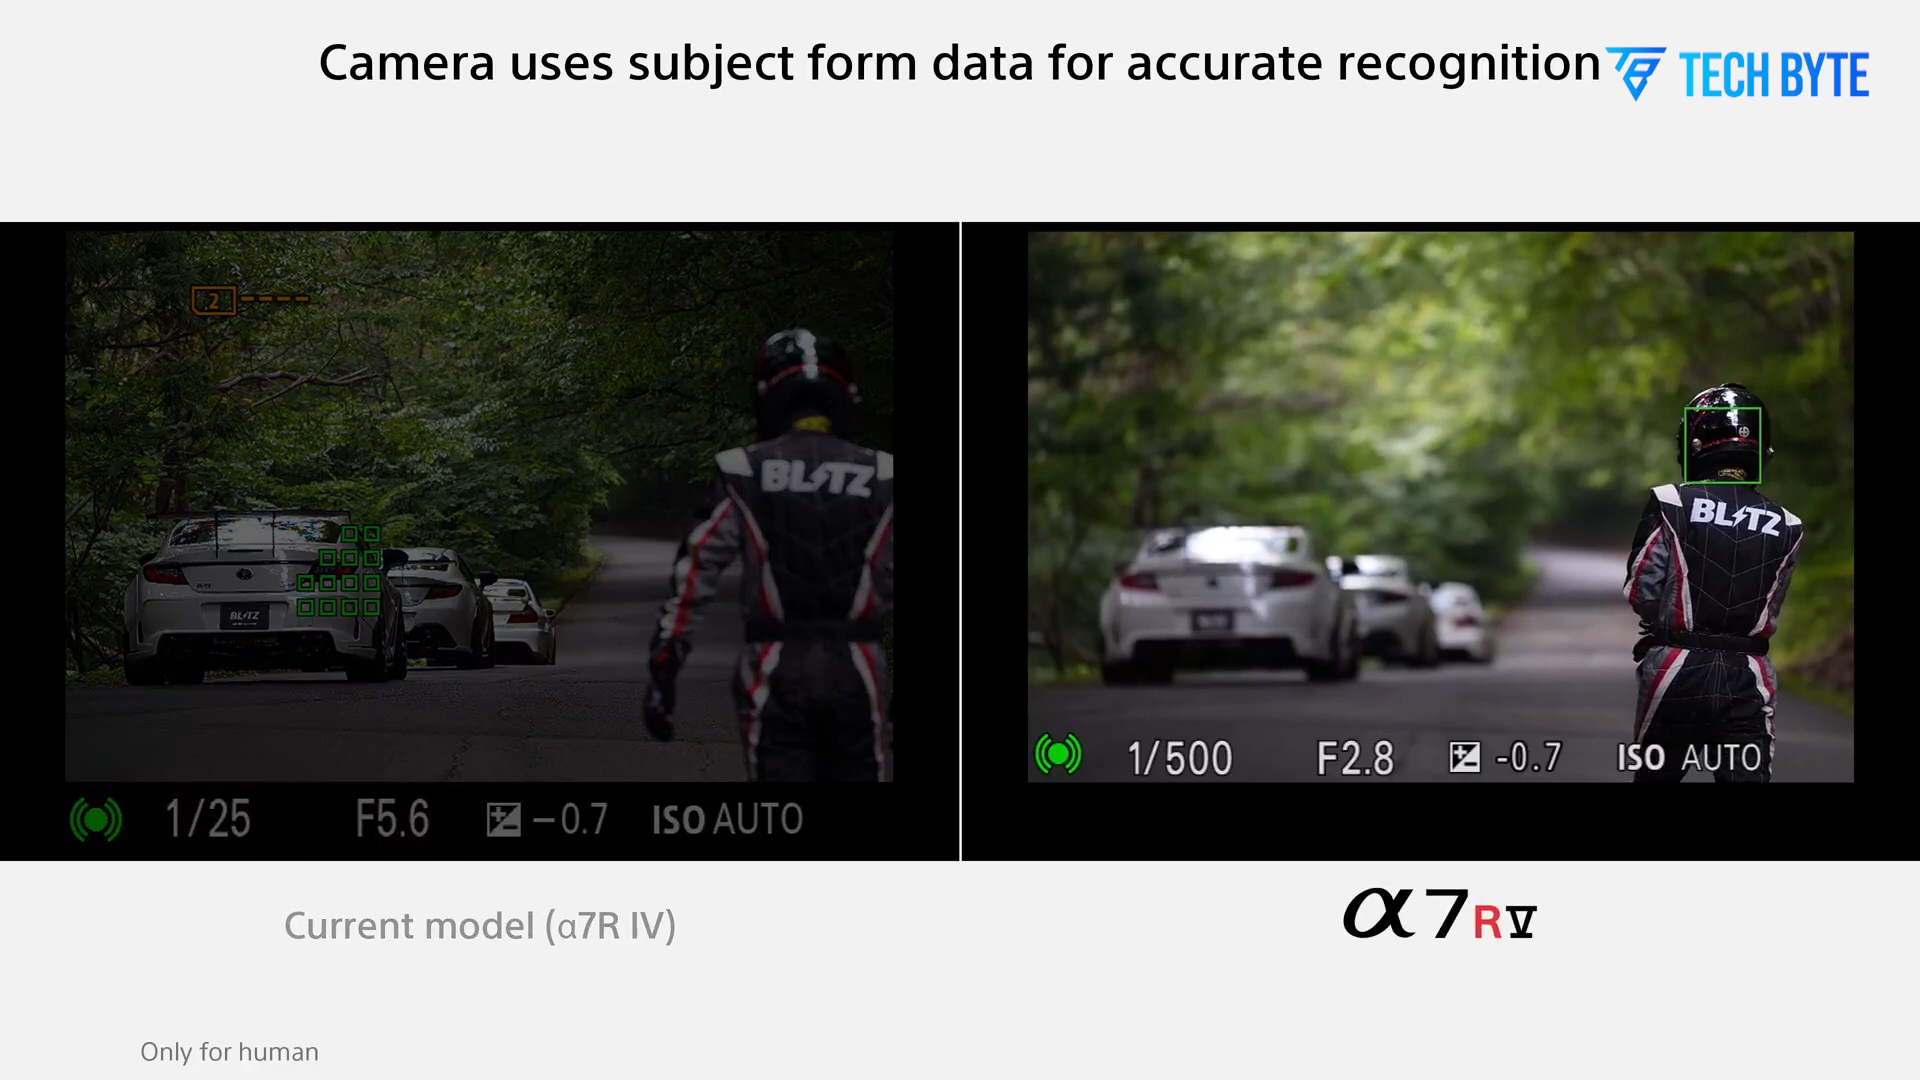 Camera uses subject form data for accurate recognition
TECH BYTE
2
BLITZ
BLITZ
1/25 F5.6 −0.7 ISO AUTO
BLITZ
1/500 F2.8 -0.7 ISO AUTO
Current model (α7R IV)
α7RV
Only for human